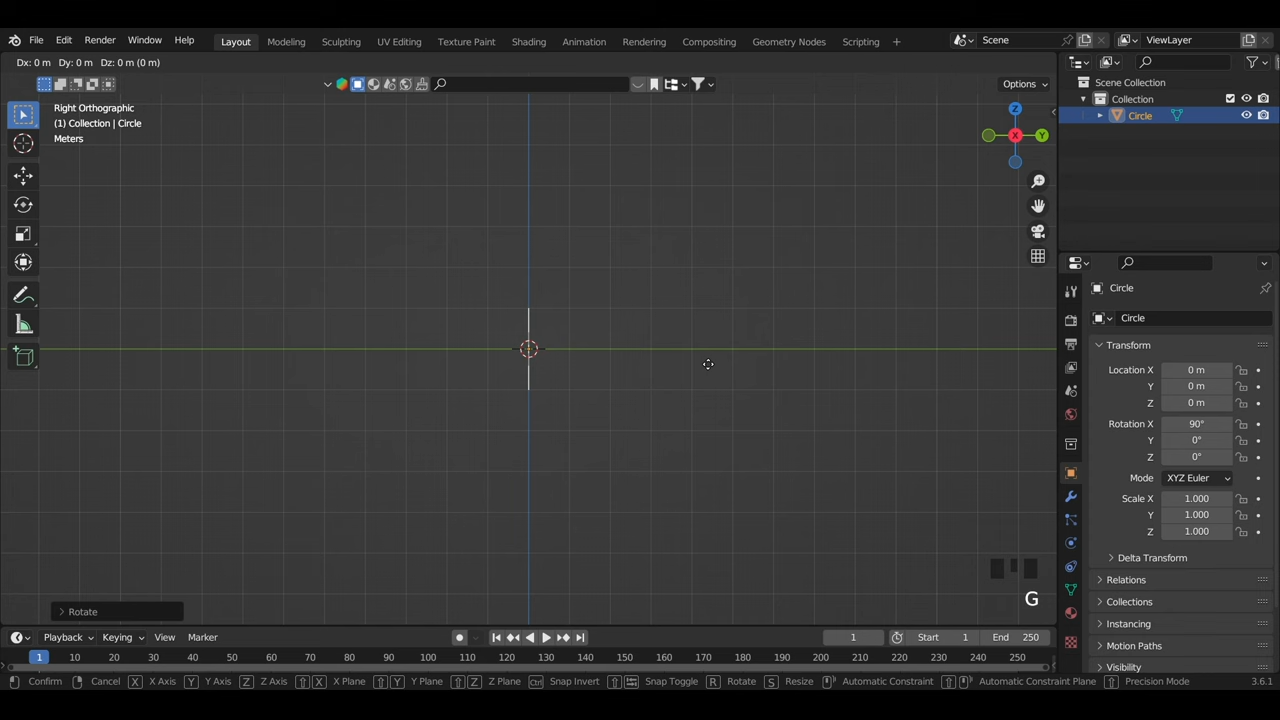 File Edit Render Window Help Layout Modeling Sculpting UV Editing Texture Paint Shading Animation Rendering Compositing Geometry Nodes Scripting + Scene ViewLayer
Dx: 0 m Dy: 0 m Dz: 0 m (0 m)
Options
Right Orthographic
(1) Collection | Circle
Meters
Z
X
Y
Scene Collection
Collection
Circle
Circle
Circle
Transform
Location X 0 m
Y 0 m
Z 0 m
Rotation X 90°
Y 0°
Z 0°
Mode XYZ Euler
Scale X 1.000
Y 1.000
Z 1.000
Delta Transform
Relations
Collections
Instancing
Motion Paths
Visibility
G
Rotate
Playback Keying View Marker 1 Start 1 End 250
1 10 20 30 40 50 60 70 80 90 100 110 120 130 140 150 160 170 180 190 200 210 220 230 240 250
Confirm Cancel X X Axis Y Y Axis Z Z Axis X X Plane Y Y Plane Z Z Plane Ctrl Snap Invert Snap Toggle R Rotate S Resize Automatic Constraint Automatic Constraint Plane Precision Mode 3.6.1